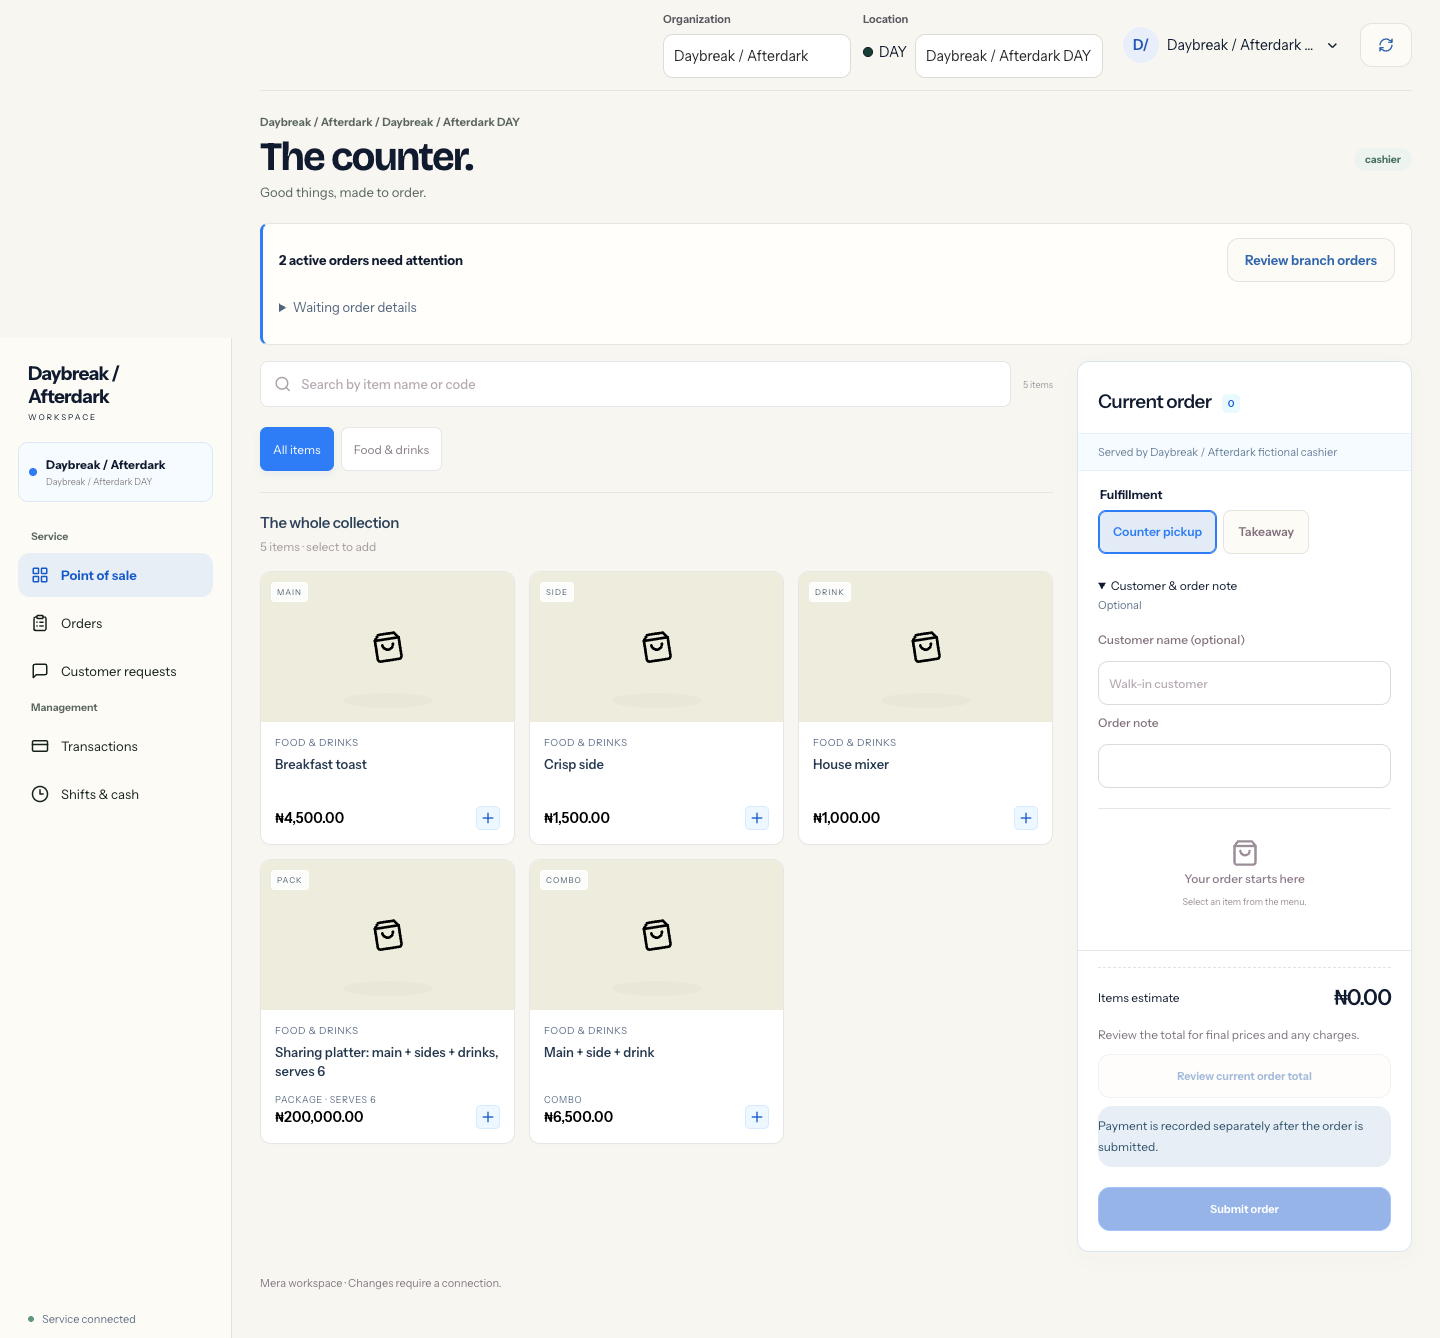 Organization
Location
Daybreak / Afterdark
DAY
Daybreak / Afterdark DAY
D/
Daybreak / Afterdark ...
Daybreak / Afterdark / Daybreak / Afterdark DAY
The counter.
cashier
Good things, made to order.
2 active orders need attention
Review branch orders
Waiting order details
Daybreak /
Afterdark
WORKSPACE
Daybreak / Afterdark
Daybreak / Afterdark DAY
Service
Point of sale
Orders
Customer requests
Management
Transactions
Shifts & cash
Service connected
Search by item name or code
5 items
All items
Food & drinks
The whole collection
5 items · select to add
MAIN
FOOD & DRINKS
Breakfast toast
₦4,500.00
SIDE
FOOD & DRINKS
Crisp side
₦1,500.00
DRINK
FOOD & DRINKS
House mixer
₦1,000.00
PACK
FOOD & DRINKS
Sharing platter: main + sides + drinks,
serves 6
PACKAGE · SERVES 6
₦200,000.00
COMBO
FOOD & DRINKS
Main + side + drink
COMBO
₦6,500.00
Current order
0
Served by Daybreak / Afterdark fictional cashier
Fulfillment
Counter pickup
Takeaway
Customer & order note
Optional
Customer name (optional)
Walk-in customer
Order note
Your order starts here
Select an item from the menu.
Items estimate
₦0.00
Review the total for final prices and any charges.
Review current order total
Payment is recorded separately after the order is
submitted.
Submit order
Mera workspace · Changes require a connection.